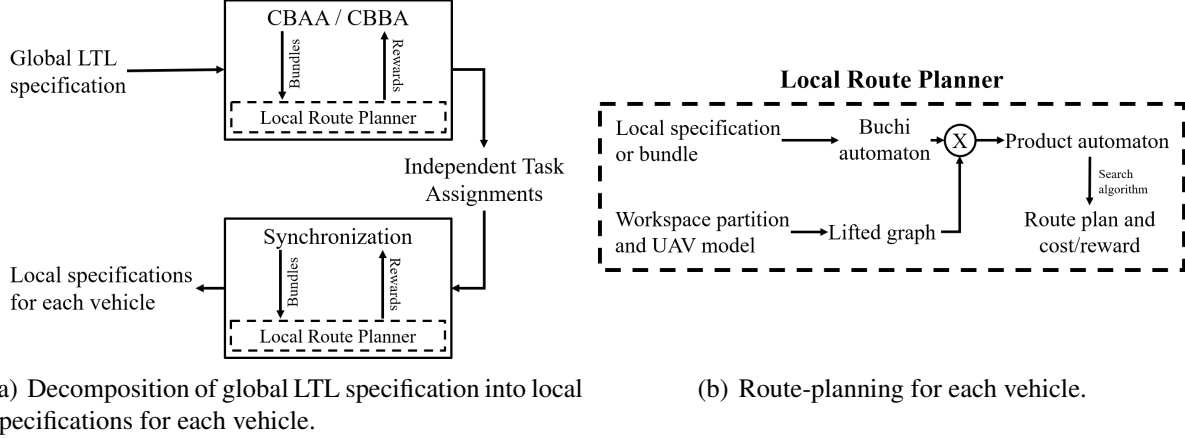 CBAA / CBBA
Global LTL
specification
Bundles
Rewards
Local Route Planner
Independent Task
Assignments
Synchronization
Bundles
Rewards
Local Route Planner
Local specifications
for each vehicle
a) Decomposition of global LTL specification into local
pecifications for each vehicle.
Local Route Planner
Local specification
or bundle
Buchi
automaton
X
Product automaton
Search
algorithm
Workspace partition
and UAV model
Lifted graph
Route plan and
cost/reward
(b) Route-planning for each vehicle.